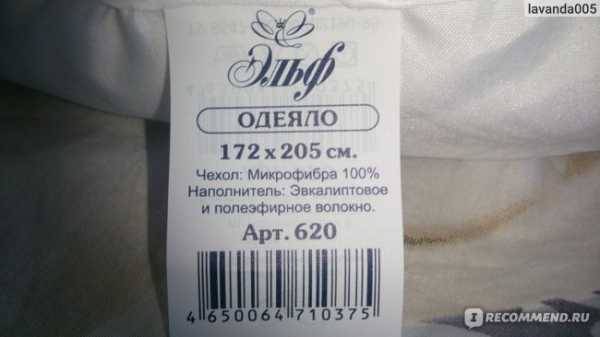 lavanda005
Эльф
ОДЕЯЛО
172 х 205 см.
Чехол: Микрофибра 100%
Наполнитель: Эвкалиптовое
и полеэфирное волокно.
Арт. 620
4 650064 710375
IRECOMMEND.RU